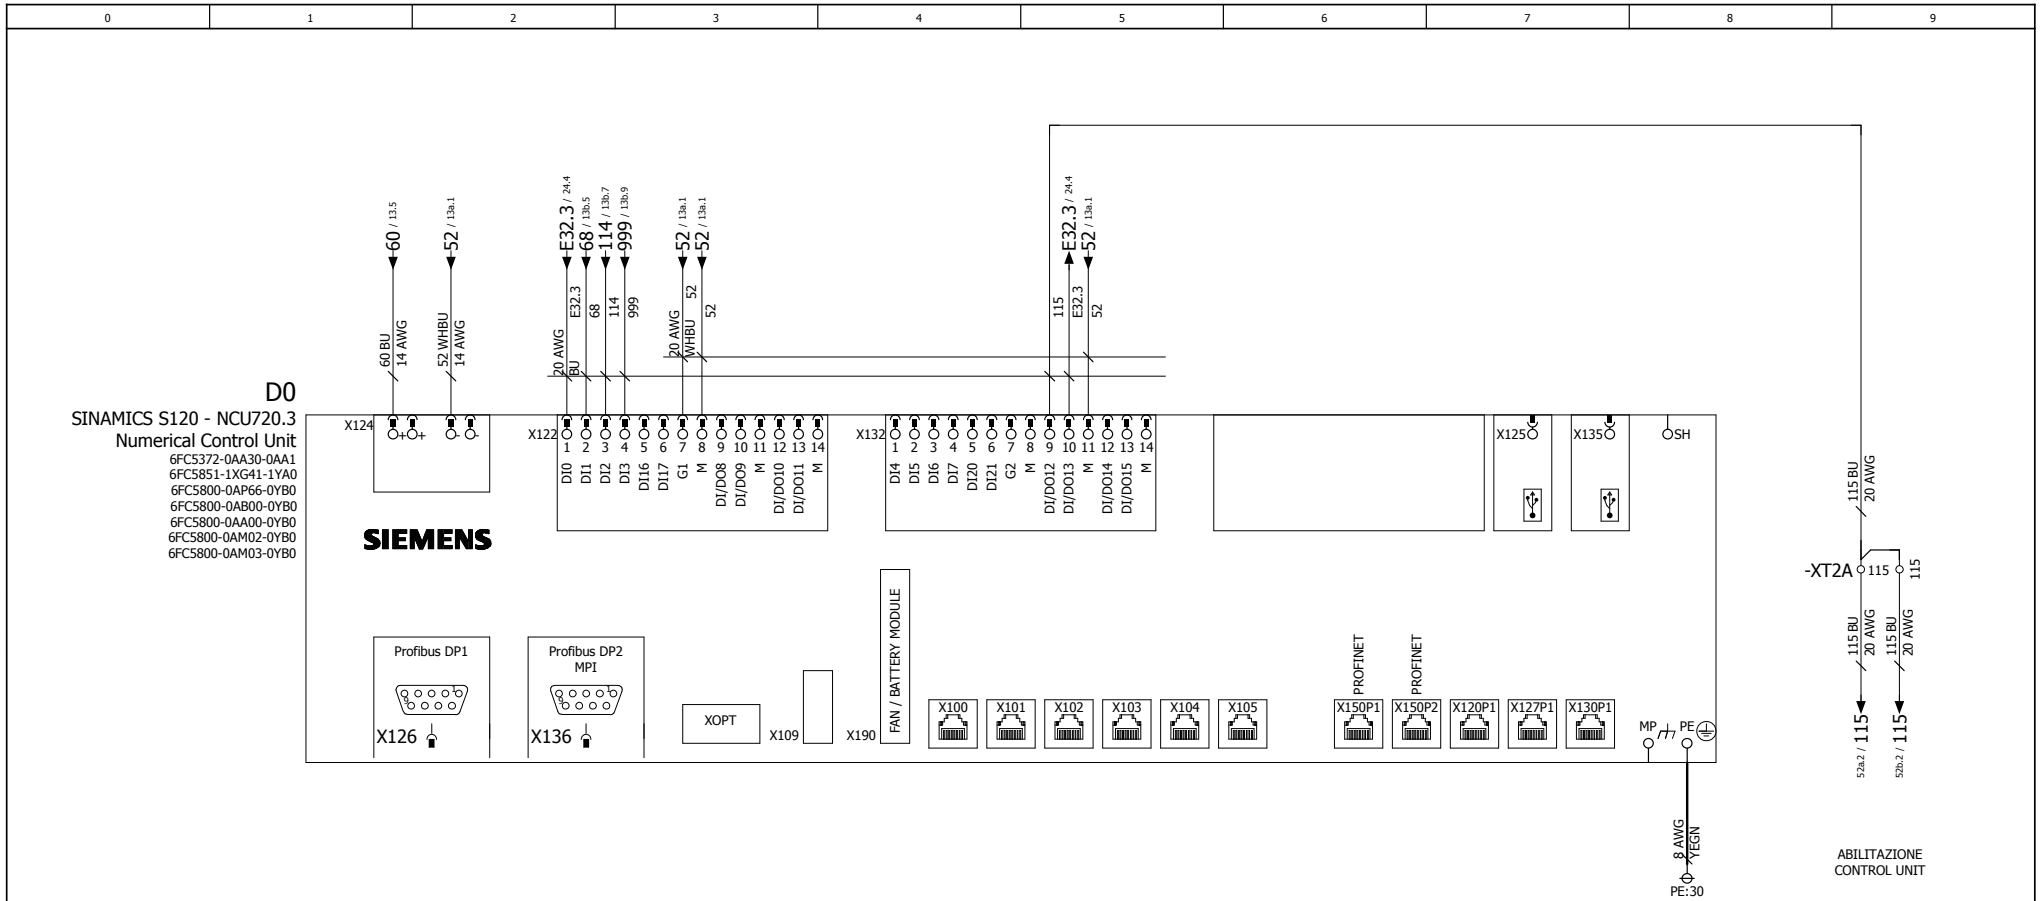 0 1 2 3 4 5 6 7 8 9
60 / 13.5
52 / 13a.1
E32.3 / 24.4
68 / 13b.5
114 / 13b.7
999 / 13b.9
52 / 13a.1
52 / 13a.1
E32.3 / 24.4
52 / 13a.1
60 BU
14 AWG
52 WHBU
14 AWG
20 AWG
BU
E32.3
68
114
999
20 AWG
WHBU
52
52
115
E32.3
52
D0
SINAMICS S120 - NCU720.3
Numerical Control Unit
6FC5372-0AA30-0AA1
6FC5851-1XG41-1YA0
6FC5800-0AP66-0YB0
6FC5800-0AB00-0YB0
6FC5800-0AA00-0YB0
6FC5800-0AM02-0YB0
6FC5800-0AM03-0YB0
X124
+ + - -
X122
1 2 3 4 5 6 7 8 9 10 11 12 13 14
DI0
DI1
DI2
DI3
DI16
DI17
G1
M
DI/DO8
DI/DO9
M
DI/DO10
DI/DO11
M
X132
1 2 3 4 5 6 7 8 9 10 11 12 13 14
DI4
DI5
DI6
DI7
DI20
DI21
G2
M
DI/DO12
DI/DO13
M
DI/DO14
DI/DO15
M
X125
X135
SH
SIEMENS
115 BU
20 AWG
-XT2A
115
115
115 BU
20 AWG
115 BU
20 AWG
52a.2 / 115
52b.2 / 115
Profibus DP1
1
9
X126
Profibus DP2
MPI
1
9
X136
XOPT
X109
X190
FAN / BATTERY MODULE
X100
X101
X102
X103
X104
X105
PROFINET
PROFINET
X150P1
X150P2
X120P1
X127P1
X130P1
MP
PE
8 AWG
YEGN
PE:30
ABILITAZIONE
CONTROL UNIT